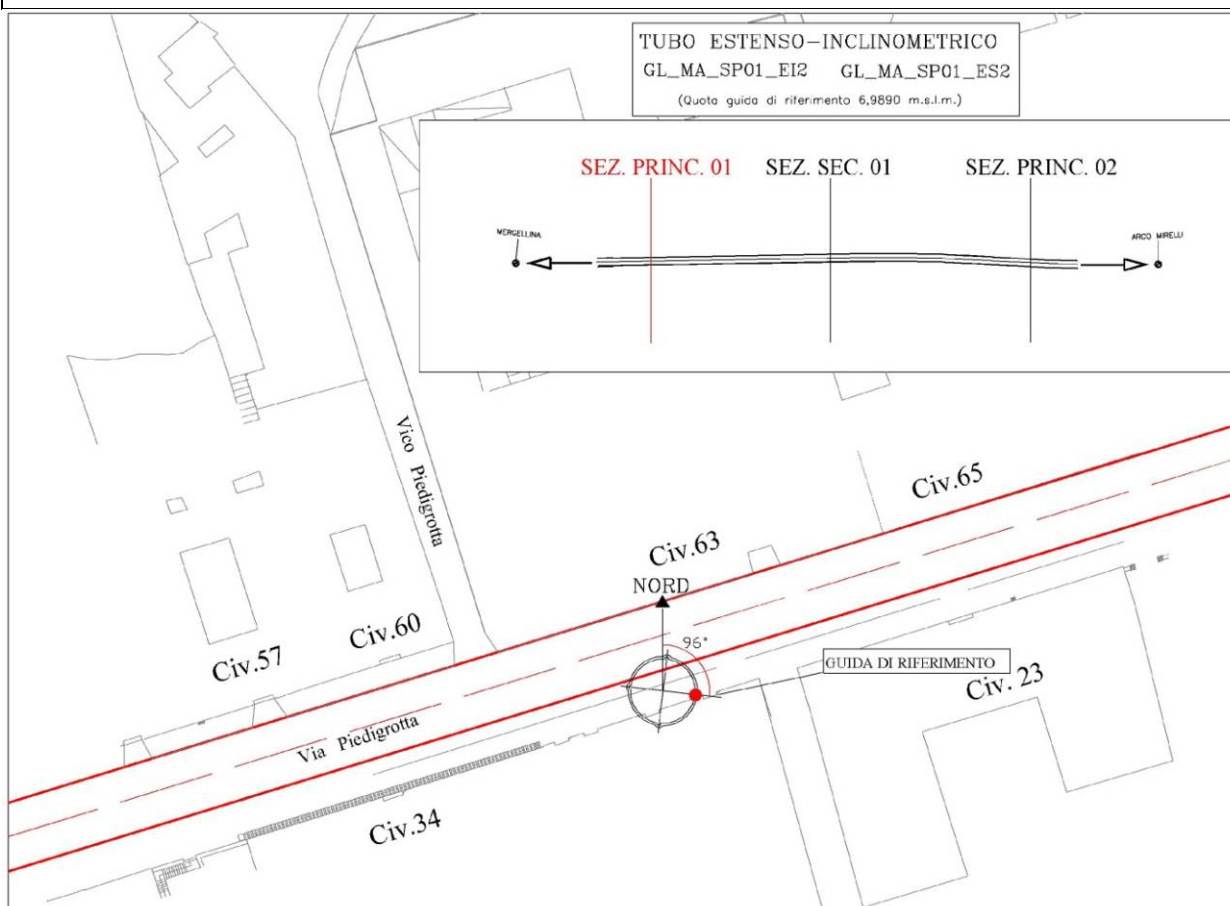 TUBO ESTENSO-INCLINOMETRICO
GL_MA_SP01_EI2 GL_MA_SP01_ES2
(Quota guida di riferimento 6,9890 m.s.l.m.)
SEZ. PRINC. 01 SEZ. SEC. 01 SEZ. PRINC. 02
MERGELLINA
ARCO MIRELLI
Vico Piedigrotta
Civ.65
Civ.63
NORD
96°
Civ.60
Civ.57
GUIDA DI RIFERIMENTO
Civ. 23
Via Piedigrotta
Civ.34